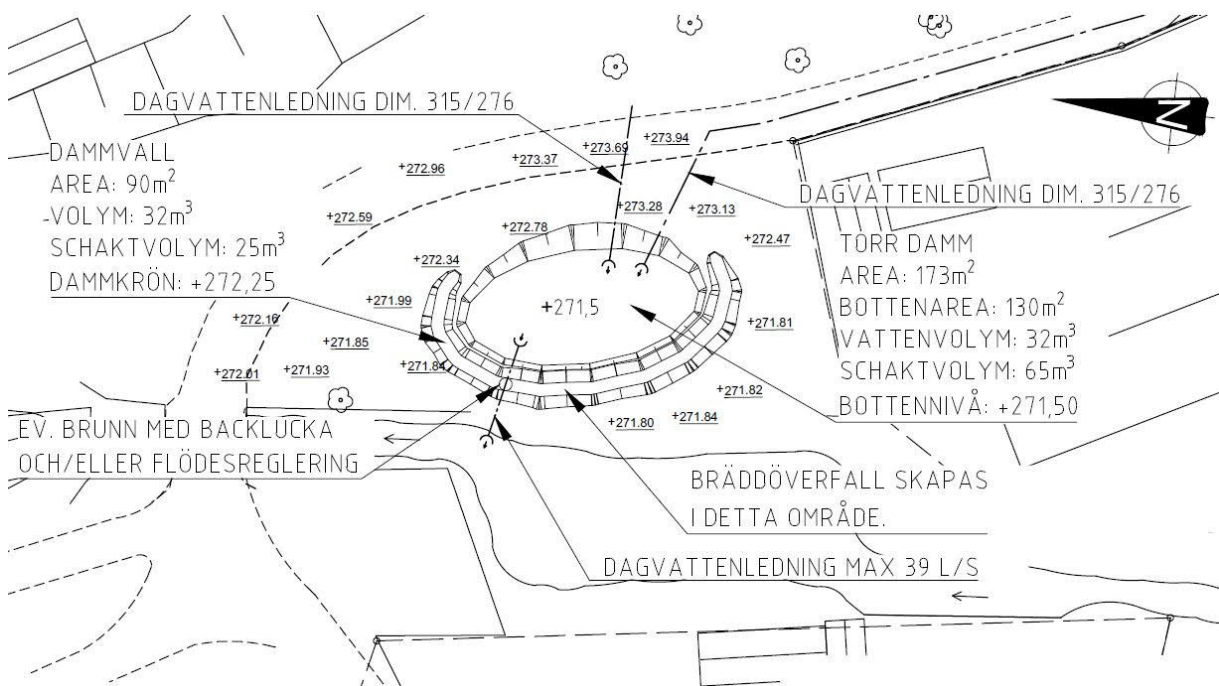 DAGVATTENLEDNING DIM. 315/276
DAMMVALL
AREA: 90m²
VOLYM: 32m³
SCHAKTVOLYM: 25m³
DAMMKRÖN: +272,25
N
DAGVATTENLEDNING DIM. 315/276
TORR DAMM
AREA: 173m²
BOTTENAREA: 130m²
VATTENVOLYM: 32m³
SCHAKTVOLYM: 65m³
BOTTENNIVÅ: +271,50
+273.94
+273.69
+273.37
+272.96
+273.28
+273.13
+272.59
+272.78
+272.47
+272.34
+271.99
+271,5
+272.16
+271.81
+271.85
+271.84
+272.01
+271.93
+271.82
+271.80
+271.84
EV. BRUNN MED BACKLUCKA
OCH/ELLER FLÖDESREGLERING
BRÄDDÖVERFALL SKAPAS
I DETTA OMRÅDE.
DAGVATTENLEDNING MAX 39 L/S